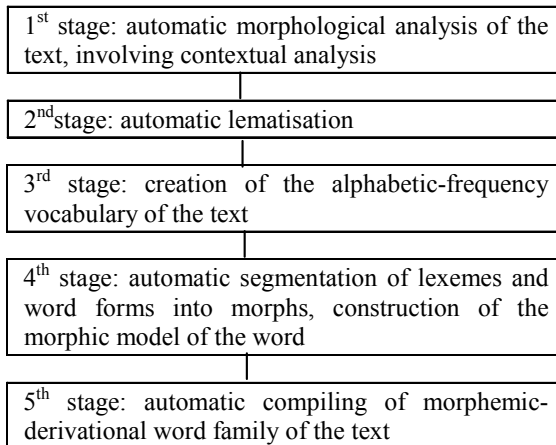 1st stage: automatic morphological analysis of the
text, involving contextual analysis
2ndstage: automatic lematisation
3rd stage: creation of the alphabetic-frequency
vocabulary of the text
4th stage: automatic segmentation of lexemes and
word forms into morphs, construction of the
morphic model of the word
5th stage: automatic compiling of morphemic-
derivational word family of the text